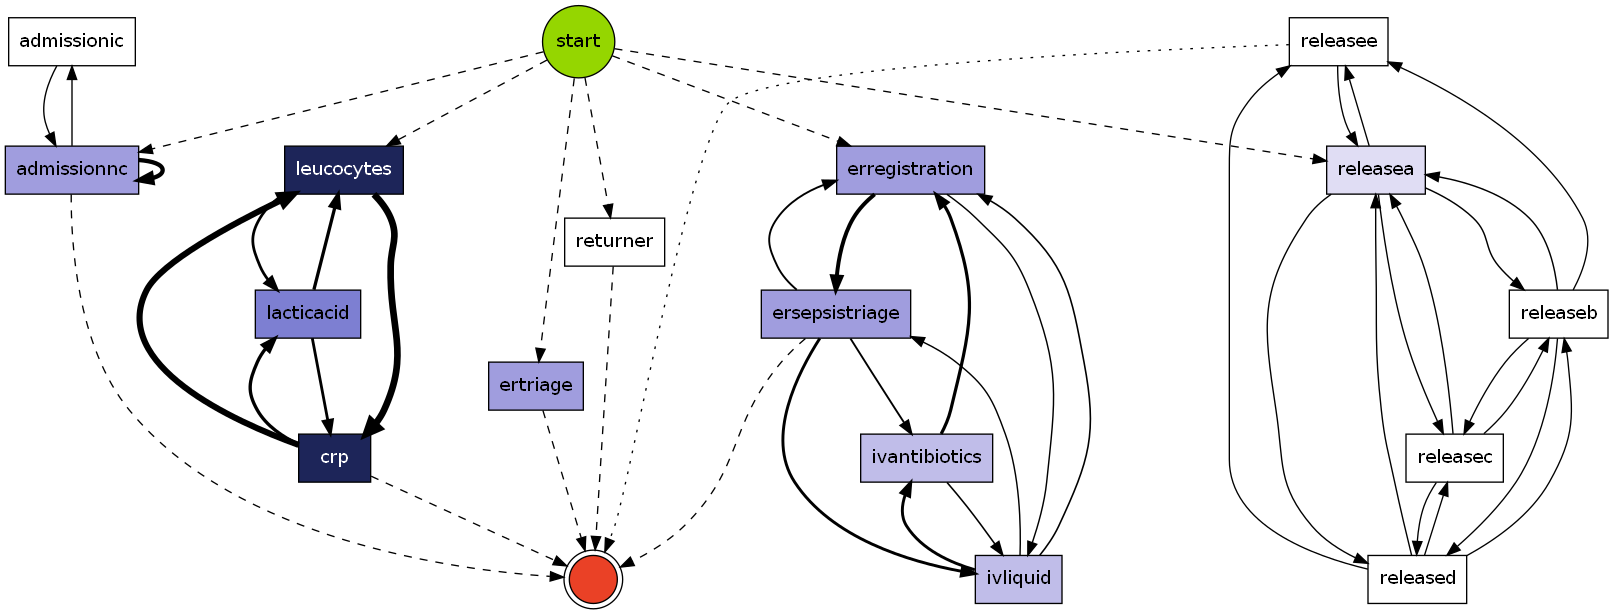 admissionic
start
releasee
admissionnc
leucocytes
erregistration
releasea
returner
lacticacid
ersepsistriage
releaseb
ertriage
crp
ivantibiotics
releasec
ivliquid
released